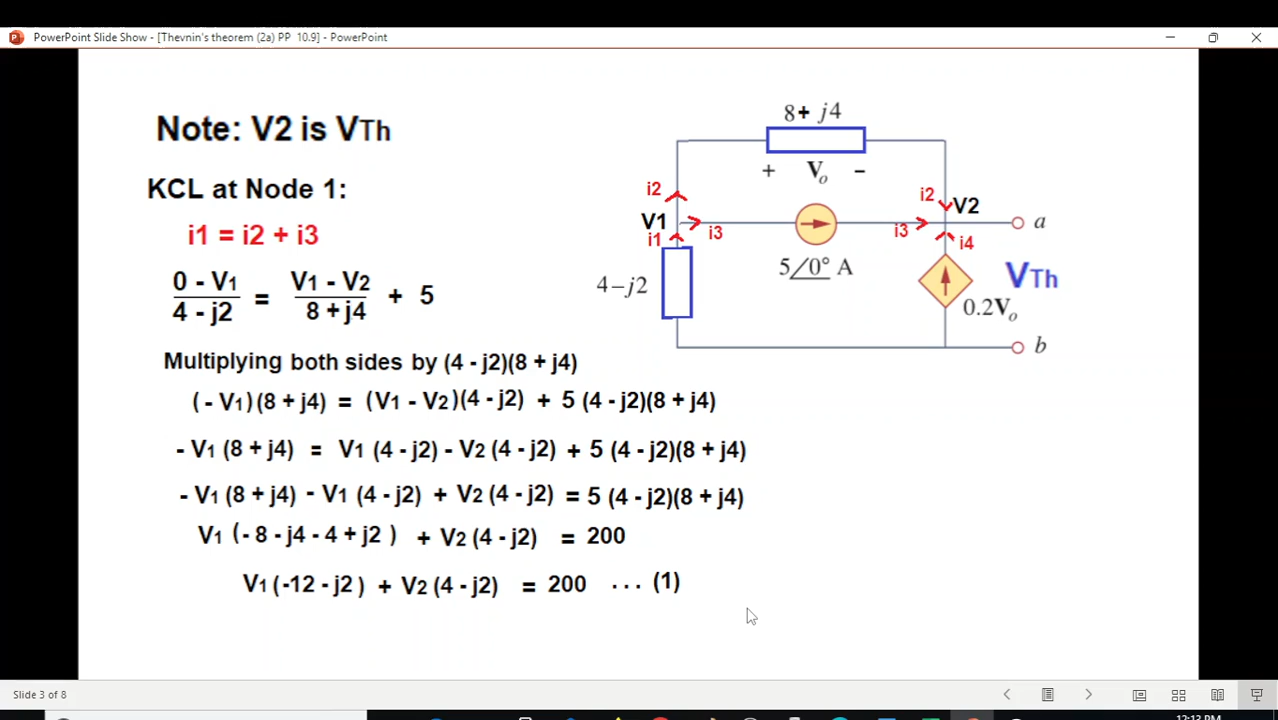 PowerPoint Slide Show - [Thevnin's theorem (2a) PP 10.9] - PowerPoint
Note: V2 is VTh
KCL at Node 1:
i1 = i2 + i3
0 - V1 / 4 - j2 = V1 - V2 / 8 + j4 + 5
Multiplying both sides by (4 - j2)(8 + j4)
(- V1)(8 + j4) = (V1 - V2)(4 - j2) + 5 (4 - j2)(8 + j4)
- V1 (8 + j4) = V1 (4 - j2) - V2 (4 - j2) + 5 (4 - j2)(8 + j4)
- V1 (8 + j4) - V1 (4 - j2) + V2 (4 - j2) = 5 (4 - j2)(8 + j4)
V1 (- 8 - j4 - 4 + j2 ) + V2 (4 - j2) = 200
V1 (-12 - j2 ) + V2 (4 - j2) = 200 ... (1)
8+ j4
+ Vo -
i2
i2
V2
V1
i3
i3
a
i1
i4
4-j2
5∠0° A
VTh
0.2Vo
b
Slide 3 of 8